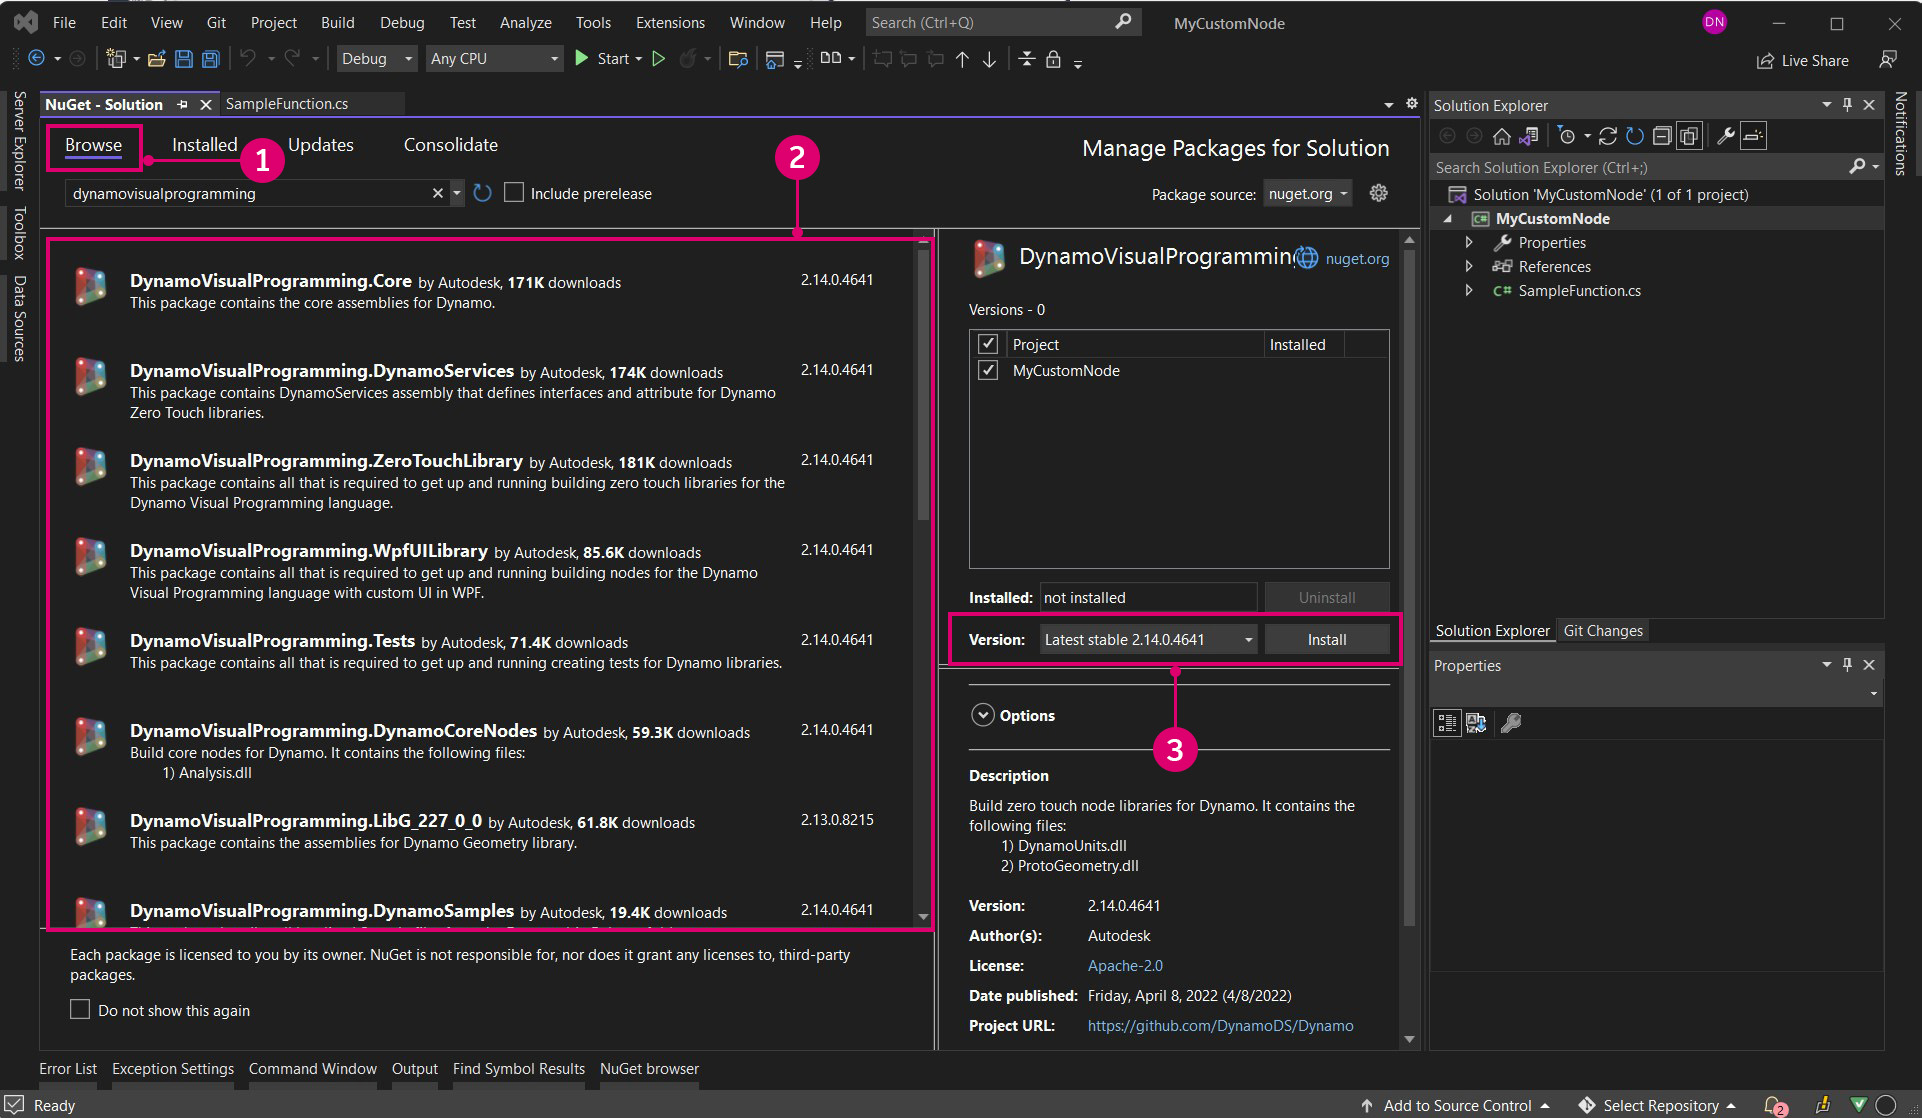 File Edit View Git Project Build Debug Test Analyze Tools Extensions Window Help Search (Ctrl+Q) MyCustomNode DN
Debug Any CPU Start Live Share
Server Explorer
Toolbox
Data Sources
NuGet - Solution SampleFunction.cs
Browse Installed Updates Consolidate
1
2
Manage Packages for Solution
dynamovisualprogramming Include prerelease
Package source: nuget.org
DynamoVisualProgramming.Core by Autodesk, 171K downloads 2.14.0.4641
This package contains the core assemblies for Dynamo.
DynamoVisualProgramming.DynamoServices by Autodesk, 174K downloads 2.14.0.4641
This package contains DynamoServices assembly that defines interfaces and attribute for Dynamo
Zero Touch libraries.
DynamoVisualProgramming.ZeroTouchLibrary by Autodesk, 181K downloads 2.14.0.4641
This package contains all that is required to get up and running building zero touch libraries for the
Dynamo Visual Programming language.
DynamoVisualProgramming.WpfUILibrary by Autodesk, 85.6K downloads 2.14.0.4641
This package contains all that is required to get up and running building nodes for the Dynamo
Visual Programming language with custom UI in WPF.
DynamoVisualProgramming.Tests by Autodesk, 71.4K downloads 2.14.0.4641
This package contains all that is required to get up and running creating tests for Dynamo libraries.
DynamoVisualProgramming.DynamoCoreNodes by Autodesk, 59.3K downloads 2.14.0.4641
Build core nodes for Dynamo. It contains the following files:
1) Analysis.dll
DynamoVisualProgramming.LibG_227_0_0 by Autodesk, 61.8K downloads 2.13.0.8215
This package contains the assemblies for Dynamo Geometry library.
DynamoVisualProgramming.DynamoSamples by Autodesk, 19.4K downloads 2.14.0.4641
Each package is licensed to you by its owner. NuGet is not responsible for, nor does it grant any licenses to, third-party
packages.
Do not show this again
DynamoVisualProgramming nuget.org
Versions - 0
Project Installed
MyCustomNode
Installed: not installed Uninstall
Version: Latest stable 2.14.0.4641 Install
3
Options
Description
Build zero touch node libraries for Dynamo. It contains the
following files:
1) DynamoUnits.dll
2) ProtoGeometry.dll
Version: 2.14.0.4641
Author(s): Autodesk
License: Apache-2.0
Date published: Friday, April 8, 2022 (4/8/2022)
Project URL: https://github.com/DynamoDS/Dynamo
Solution Explorer
Search Solution Explorer (Ctrl+;)
Solution 'MyCustomNode' (1 of 1 project)
C# MyCustomNode
Properties
References
C# SampleFunction.cs
Solution Explorer Git Changes
Properties
Notifications
Error List Exception Settings Command Window Output Find Symbol Results NuGet browser
Ready Add to Source Control Select Repository 2